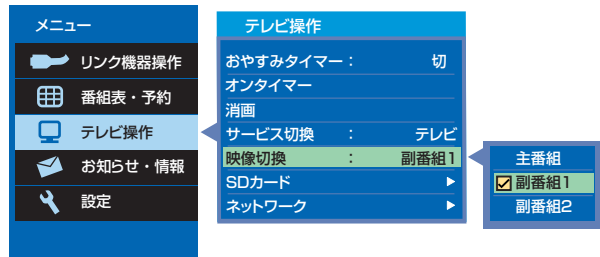 メニュー
リンク機器操作
番組表・予約
テレビ操作
お知らせ・情報
設定
テレビ操作
おやすみタイマー： 切
オンタイマー
消画
サービス切換 ： テレビ
映像切換 ： 副番組1
SDカード
ネットワーク
主番組
副番組1
副番組2